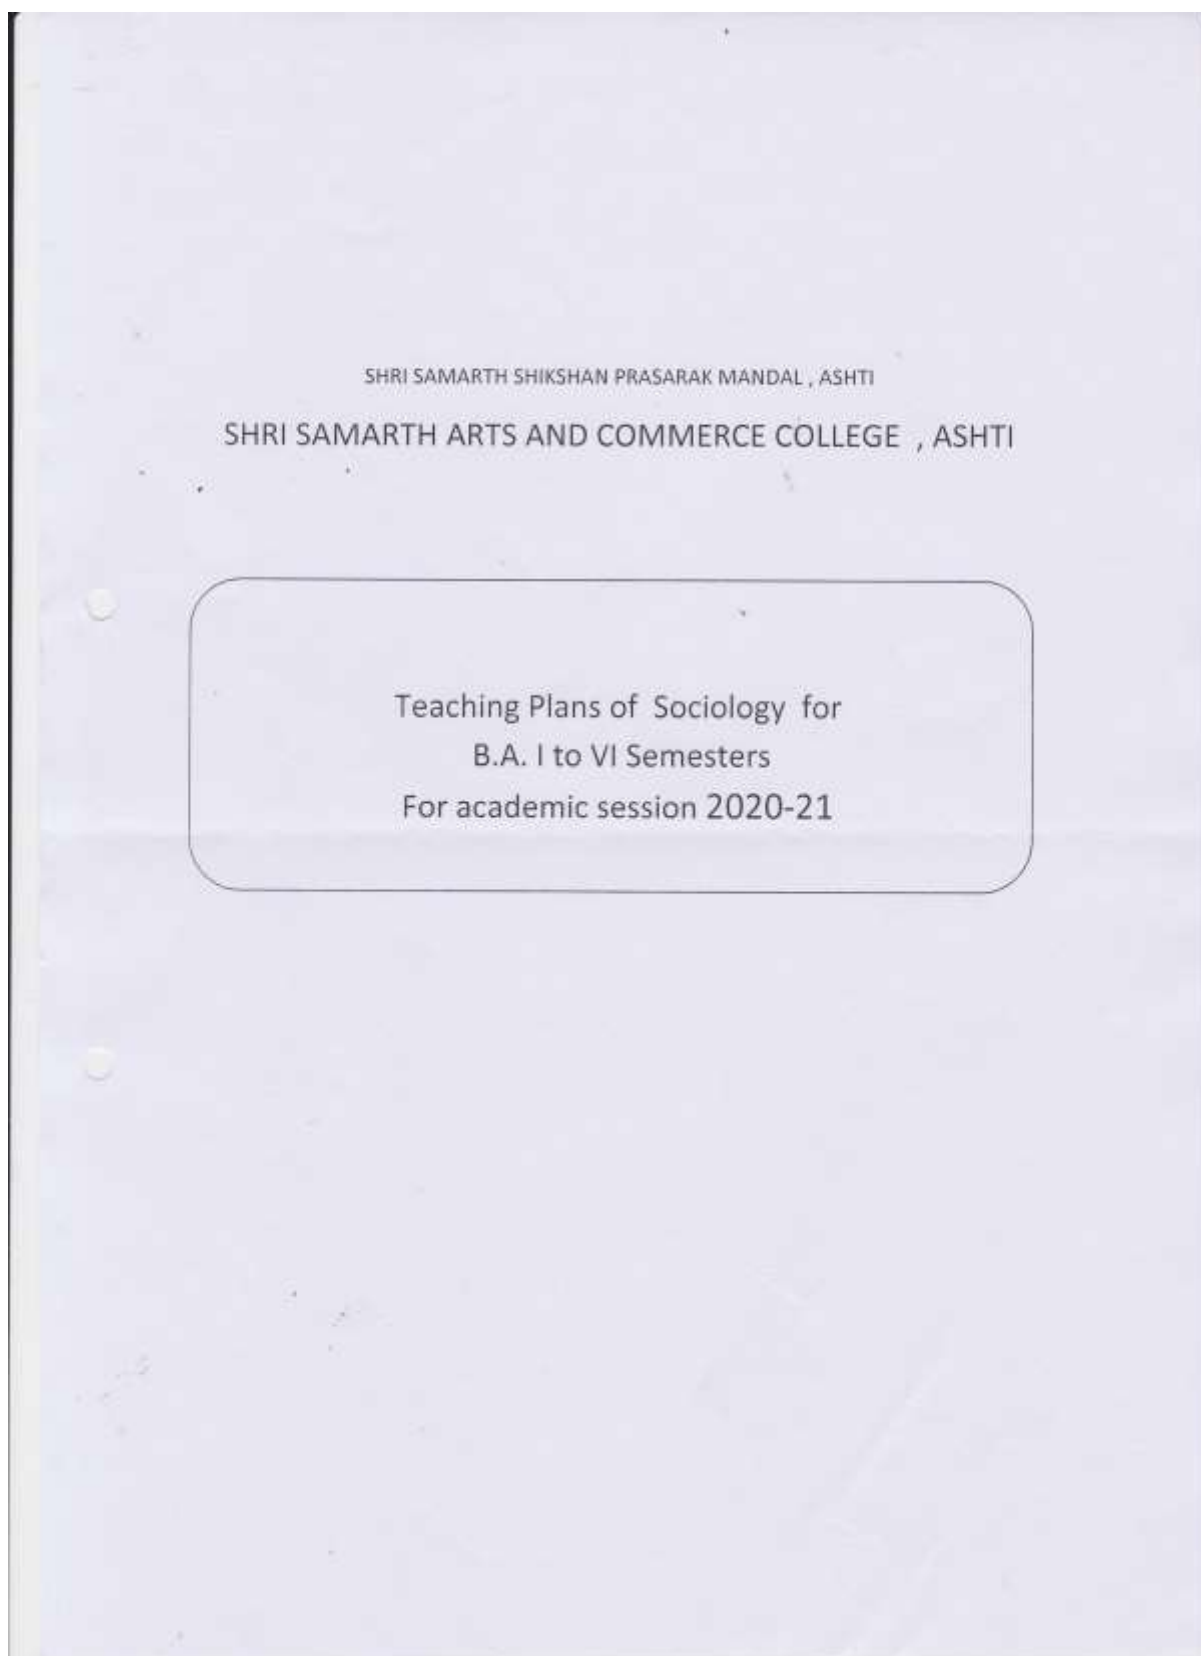 SHRI SAMARTH SHIKSHAN PRASARAK MANDAL , ASHTI
SHRI SAMARTH ARTS AND COMMERCE COLLEGE , ASHTI
Teaching Plans of Sociology for
B.A. I to VI Semesters
For academic session 2020-21